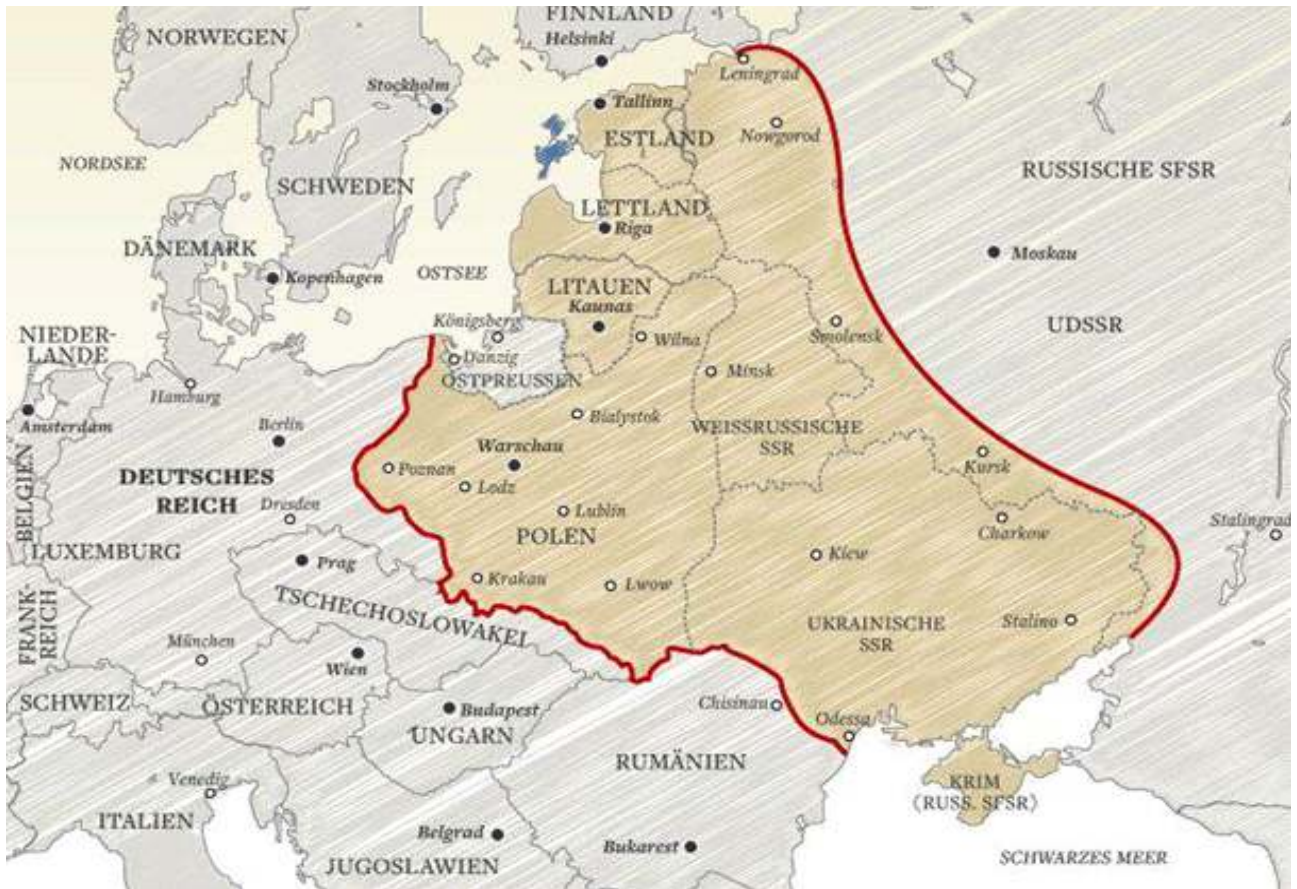 FINNLAND
NORWEGEN
Helsinki
Leningrad
Stockholm
Tallinn
Nowgorod
ESTLAND
NORDSEE
RUSSISCHE SFSR
SCHWEDEN
LETTLAND
Riga
DÄNEMARK
Moskau
Kopenhagen
OSTSEE
LITAUEN
Kaunas
Königsberg
UDSSR
NIEDER-
LANDE
Smolensk
Wilna
Danzig
OSTPREUSSEN
Minsk
Hamburg
Bialystok
Amsterdam
Berlin
WEISSRUSSISCHE
SSR
Warschau
Kursk
BELGIEN
DEUTSCHES
REICH
Poznan
Lodz
Dresden
Lublin
Stalingrad
Charkow
POLEN
LUXEMBURG
Prag
Kiew
Krakau
Lwow
TSCHECHOSLOWAKEI
FRANK-
REICH
UKRAINISCHE
SSR
Stalino
München
Wien
SCHWEIZ
ÖSTERREICH
Budapest
UNGARN
Chisinau
Odessa
RUMÄNIEN
Venedig
KRIM
(RUSS. SFSR)
ITALIEN
Belgrad
Bukarest
JUGOSLAWIEN
SCHWARZES MEER